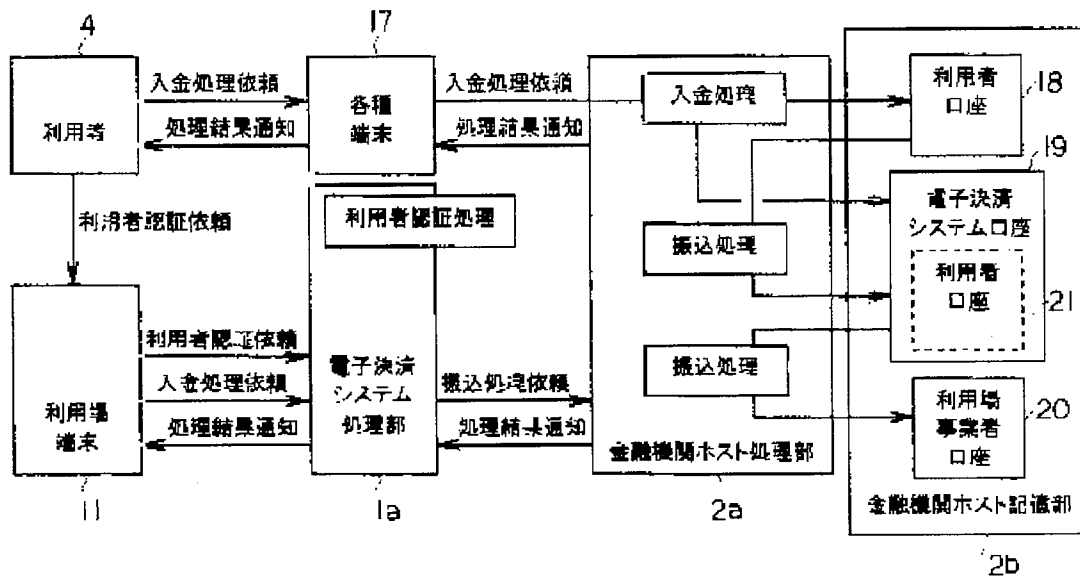 4
17
利用者
入金処理依頼
処理結果通知
各種
端末
入金処理依頼
処理結果通知
入金処理
利用者
口座
18
19
利用者認証依頼
利用者認証処理
電子決済
システム口座
利用者
口座
21
振込処理
振込処理
利用場
端末
利用者認証依頼
入金処理依頼
処理結果通知
電子決済
システム
処理部
振込処理依頼
処理結果通知
利用場
事業者
口座
20
金融機関ホスト処理部
金融機関ホスト記憶部
11
1a
2a
2b